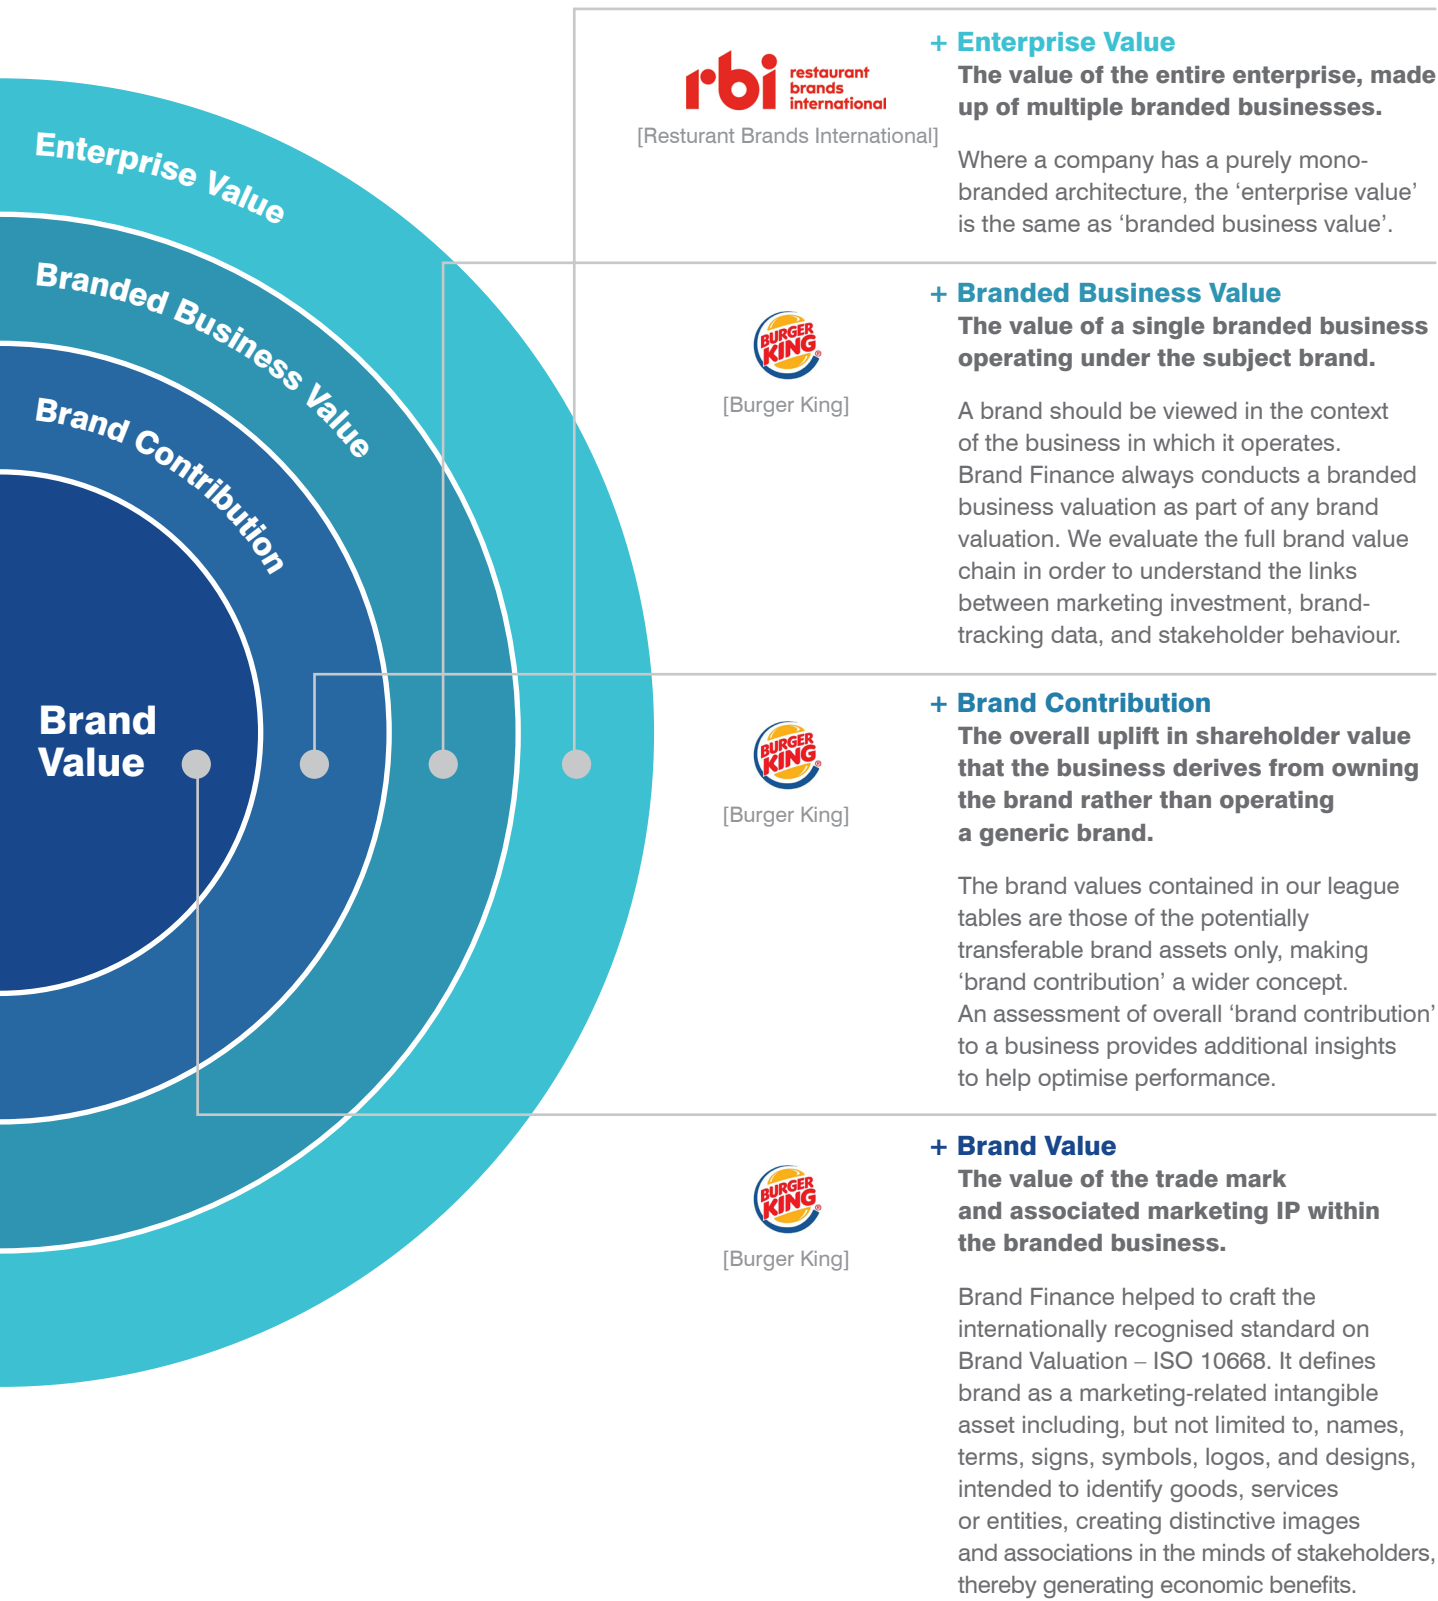 Enterprise Value
Branded Business Value
Brand Contribution
Brand
Value
rbi
restaurant
brands
international
[Resturant Brands International]
+ Enterprise Value
The value of the entire enterprise, made
up of multiple branded businesses.
Where a company has a purely mono-
branded architecture, the ‘enterprise value’
is the same as ‘branded business value’.
BURGER
KING®
[Burger King]
+ Branded Business Value
The value of a single branded business
operating under the subject brand.
A brand should be viewed in the context
of the business in which it operates.
Brand Finance always conducts a branded
business valuation as part of any brand
valuation. We evaluate the full brand value
chain in order to understand the links
between marketing investment, brand-
tracking data, and stakeholder behaviour.
BURGER
KING®
[Burger King]
+ Brand Contribution
The overall uplift in shareholder value
that the business derives from owning
the brand rather than operating
a generic brand.
The brand values contained in our league
tables are those of the potentially
transferable brand assets only, making
‘brand contribution’ a wider concept.
An assessment of overall ‘brand contribution’
to a business provides additional insights
to help optimise performance.
BURGER
KING®
[Burger King]
+ Brand Value
The value of the trade mark
and associated marketing IP within
the branded business.
Brand Finance helped to craft the
internationally recognised standard on
Brand Valuation – ISO 10668. It defines
brand as a marketing-related intangible
asset including, but not limited to, names,
terms, signs, symbols, logos, and designs,
intended to identify goods, services
or entities, creating distinctive images
and associations in the minds of stakeholders,
thereby generating economic benefits.